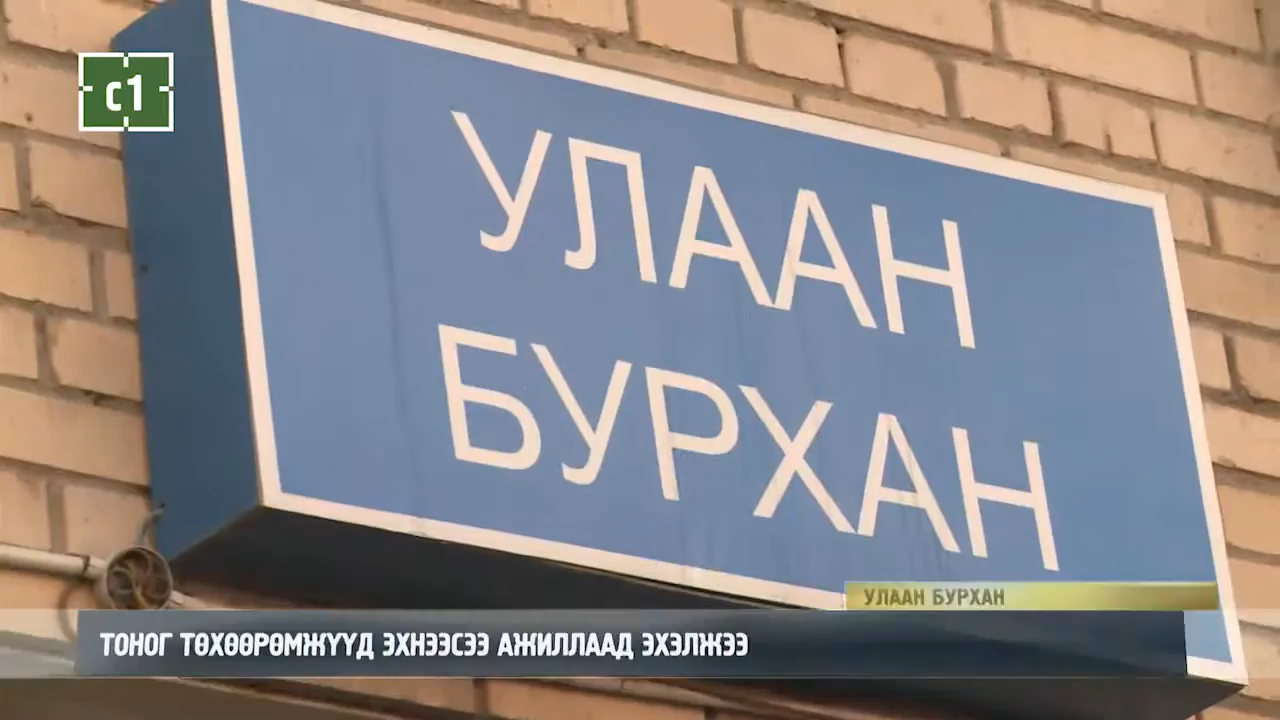 c1
УЛААН
БУРХАН
УЛААН БУРХАН
ТОНОГ ТӨХӨӨРӨМЖҮҮД ЭХНЭЭСЭЭ АЖИЛЛААД ЭХЭЛЖЭЭ